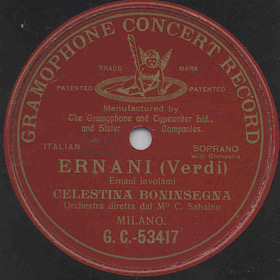 GRAMOPHONE CONCERT RECORD
TRADE MARK
PATENTED PATENTED
Manufactured by
The Gramophone and Typewriter Ltd.,
and Sister Companies.
ITALIAN SOPRANO
with Orchestra
ERNANI (Verdi)
Ernani involami
CELESTINA BONINSEGNA
Orchestra diretta dal Mº C. Sabaino
MILANO.
G. C.-53417